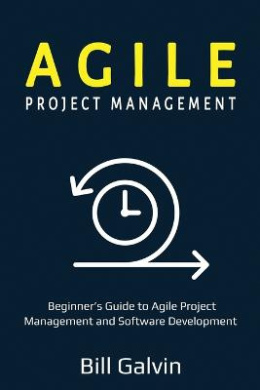 AGILE
PROJECT MANAGEMENT
Beginner's Guide to Agile Project
Management and Software Development
Bill Galvin